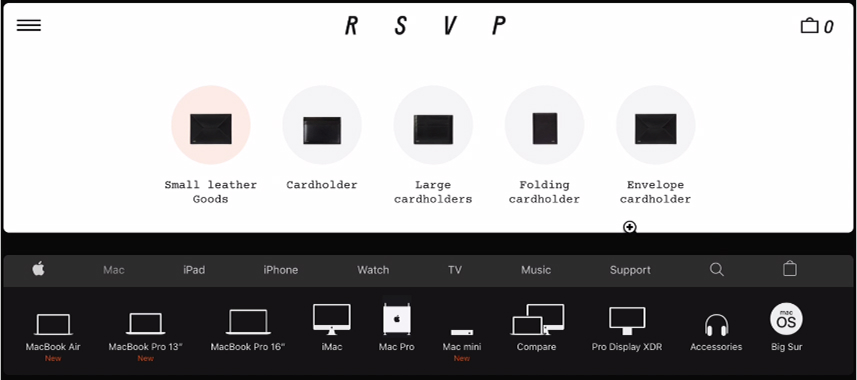 R S V P
0
Small leather Goods
Cardholder
Large cardholders
Folding cardholder
Envelope cardholder
Mac iPad iPhone Watch TV Music Support
MacBook Air
New
MacBook Pro 13"
New
MacBook Pro 16"
iMac
Mac Pro
Mac mini
New
Compare
Pro Display XDR
Accessories
mac
OS
Big Sur